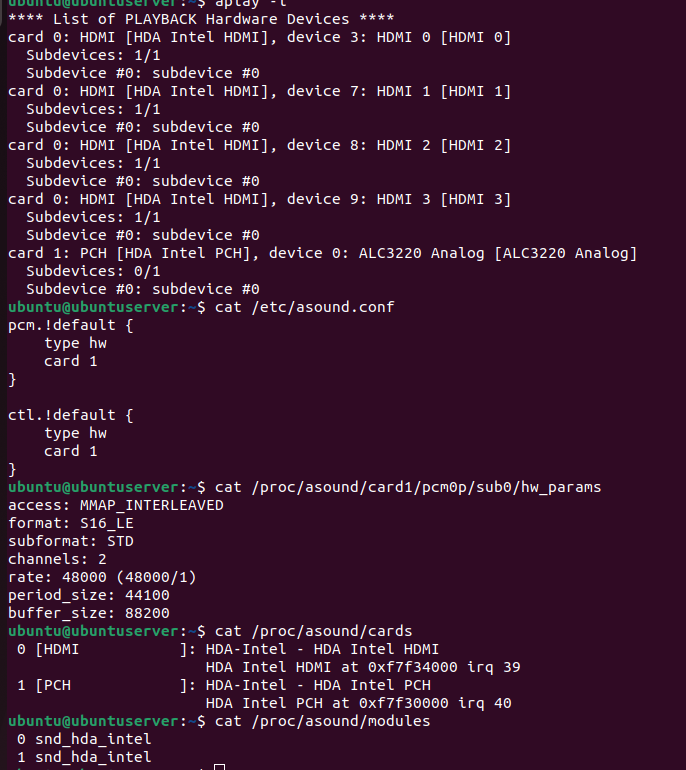 ubuntu@ubuntuserver:~$ aplay -l
**** List of PLAYBACK Hardware Devices ****
card 0: HDMI [HDA Intel HDMI], device 3: HDMI 0 [HDMI 0]
  Subdevices: 1/1
  Subdevice #0: subdevice #0
card 0: HDMI [HDA Intel HDMI], device 7: HDMI 1 [HDMI 1]
  Subdevices: 1/1
  Subdevice #0: subdevice #0
card 0: HDMI [HDA Intel HDMI], device 8: HDMI 2 [HDMI 2]
  Subdevices: 1/1
  Subdevice #0: subdevice #0
card 0: HDMI [HDA Intel HDMI], device 9: HDMI 3 [HDMI 3]
  Subdevices: 1/1
  Subdevice #0: subdevice #0
card 1: PCH [HDA Intel PCH], device 0: ALC3220 Analog [ALC3220 Analog]
  Subdevices: 0/1
  Subdevice #0: subdevice #0
ubuntu@ubuntuserver:~$ cat /etc/asound.conf
pcm.!default {
    type hw
    card 1
}

ctl.!default {
    type hw
    card 1
}
ubuntu@ubuntuserver:~$ cat /proc/asound/card1/pcm0p/sub0/hw_params
access: MMAP_INTERLEAVED
format: S16_LE
subformat: STD
channels: 2
rate: 48000 (48000/1)
period_size: 44100
buffer_size: 88200
ubuntu@ubuntuserver:~$ cat /proc/asound/cards
 0 [HDMI           ]: HDA-Intel - HDA Intel HDMI
                      HDA Intel HDMI at 0xf7f34000 irq 39
 1 [PCH            ]: HDA-Intel - HDA Intel PCH
                      HDA Intel PCH at 0xf7f30000 irq 40
ubuntu@ubuntuserver:~$ cat /proc/asound/modules
 0 snd_hda_intel
 1 snd_hda_intel